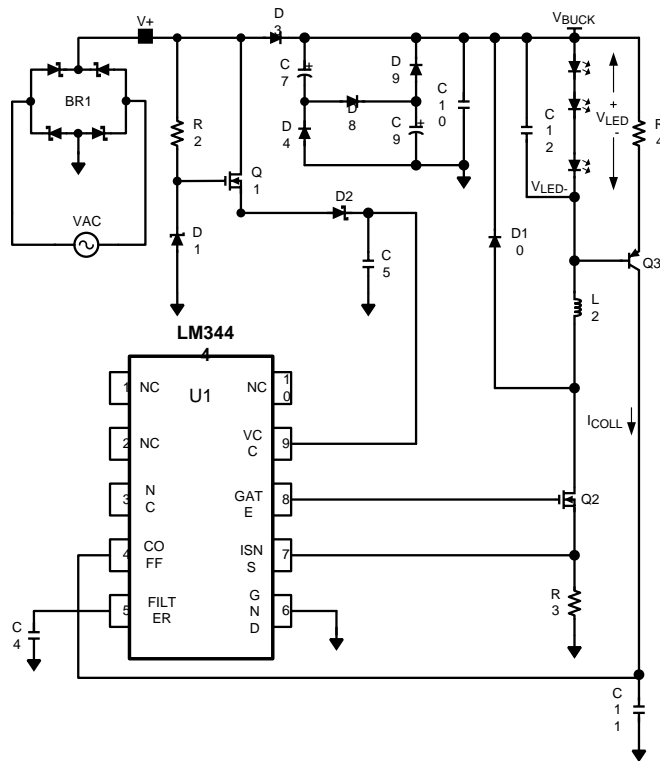 V+
D
3
VBUCK
BR1
R
2
C
7
+
D
9
D
8
D
4
C
9
+
C
1
0
C
1
2
+
VLED
-
R
4
VLED-
Q
1
VAC
D
1
D2
C
5
D1
0
Q3
L
2
LM344
4
U1
1
NC
NC
1
0
2
NC
VC
C
9
ICOLL
3
N
C
GAT
E
8
Q2
4
CO
FF
ISN
S
7
5
FILT
ER
G
N
D
6
R
3
C
4
C
1
1